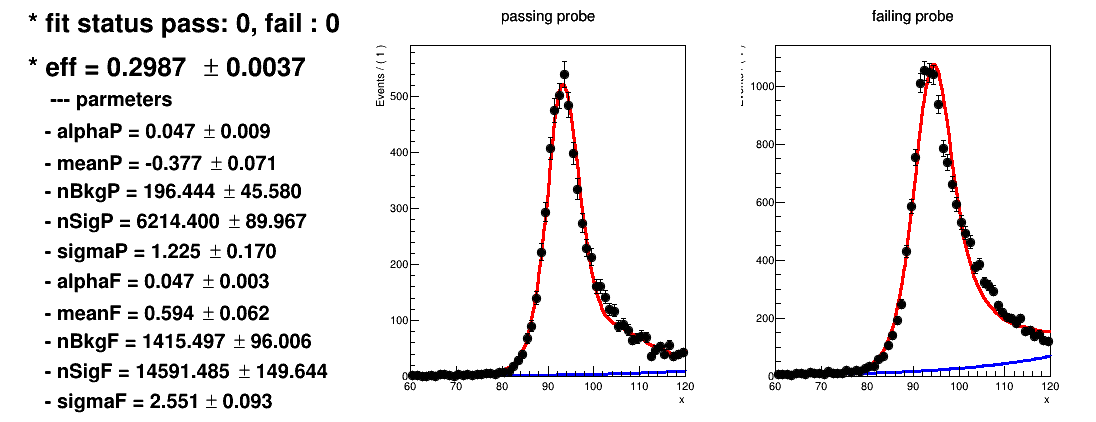 * fit status pass: 0, fail : 0
* eff = 0.2987 ± 0.0037
--- parmeters
- alphaP = 0.047 ± 0.009
- meanP = -0.377 ± 0.071
- nBkgP = 196.444 ± 45.580
- nSigP = 6214.400 ± 89.967
- sigmaP = 1.225 ± 0.170
- alphaF = 0.047 ± 0.003
- meanF = 0.594 ± 0.062
- nBkgF = 1415.497 ± 96.006
- nSigF = 14591.485 ± 149.644
- sigmaF = 2.551 ± 0.093
passing probe
Events / ( 1 )
500
400
300
200
100
0
60 70 80 90 100 110 120
x
failing probe
1000
800
600
400
200
0
60 70 80 90 100 110 120
x